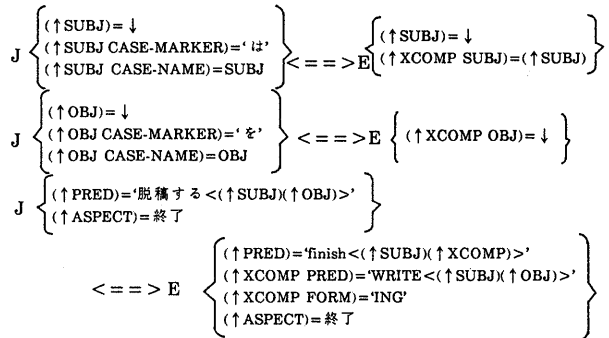 J { (↑SUBJ)=↓
(↑SUBJ CASE-MARKER)='は'
(↑SUBJ CASE-NAME)=SUBJ } <==>E { (↑SUBJ)=↓
(↑XCOMP SUBJ)=(↑SUBJ) }
J { (↑OBJ)=↓
(↑OBJ CASE-MARKER)='を'
(↑OBJ CASE-NAME)=OBJ } <==>E { (↑XCOMP OBJ)=↓ }
J { (↑PRED)='脱稿する<(↑SUBJ)(↑OBJ)>'
(↑ASPECT)=終了 }
<==> E { (↑PRED)='finish<(↑SUBJ)(↑XCOMP)>'
(↑XCOMP PRED)='WRITE<(↑SUBJ)(↑OBJ)>'
(↑XCOMP FORM)='ING'
(↑ASPECT)=終了 }